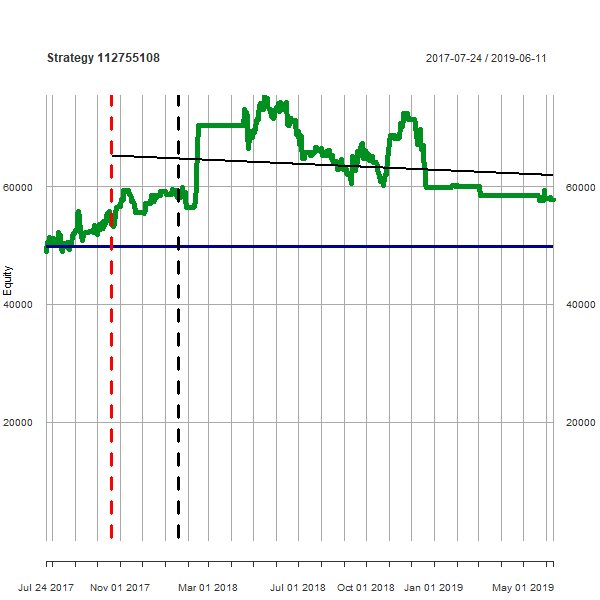 Strategy 112755108
2017-07-24 / 2019-06-11
Equity
60000
60000
40000
40000
20000
20000
Jul 24 2017
Nov 01 2017
Mar 01 2018
Jul 01 2018
Oct 01 2018
Jan 01 2019
May 01 2019